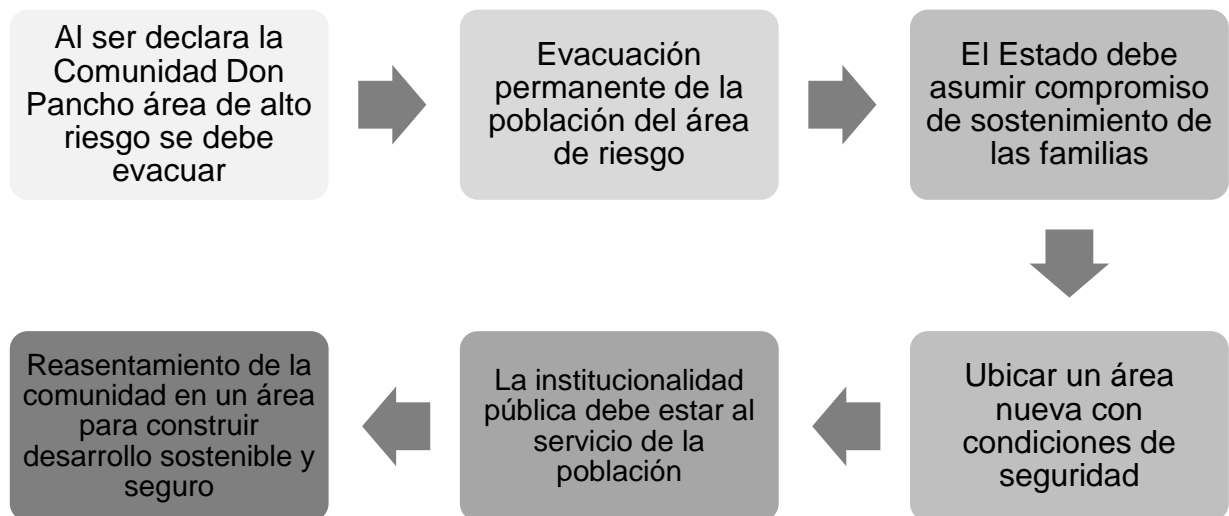 Al ser declara la
Comunidad Don
Pancho área de alto
riesgo se debe
evacuar
Evacuación
permanente de la
población del área
de riesgo
El Estado debe
asumir compromiso
de sostenimiento de
las familias
Ubicar un área
nueva con
condiciones de
seguridad
La institucionalidad
pública debe estar al
servicio de la
población
Reasentamiento de la
comunidad en un área
para construir
desarrollo sostenible y
seguro